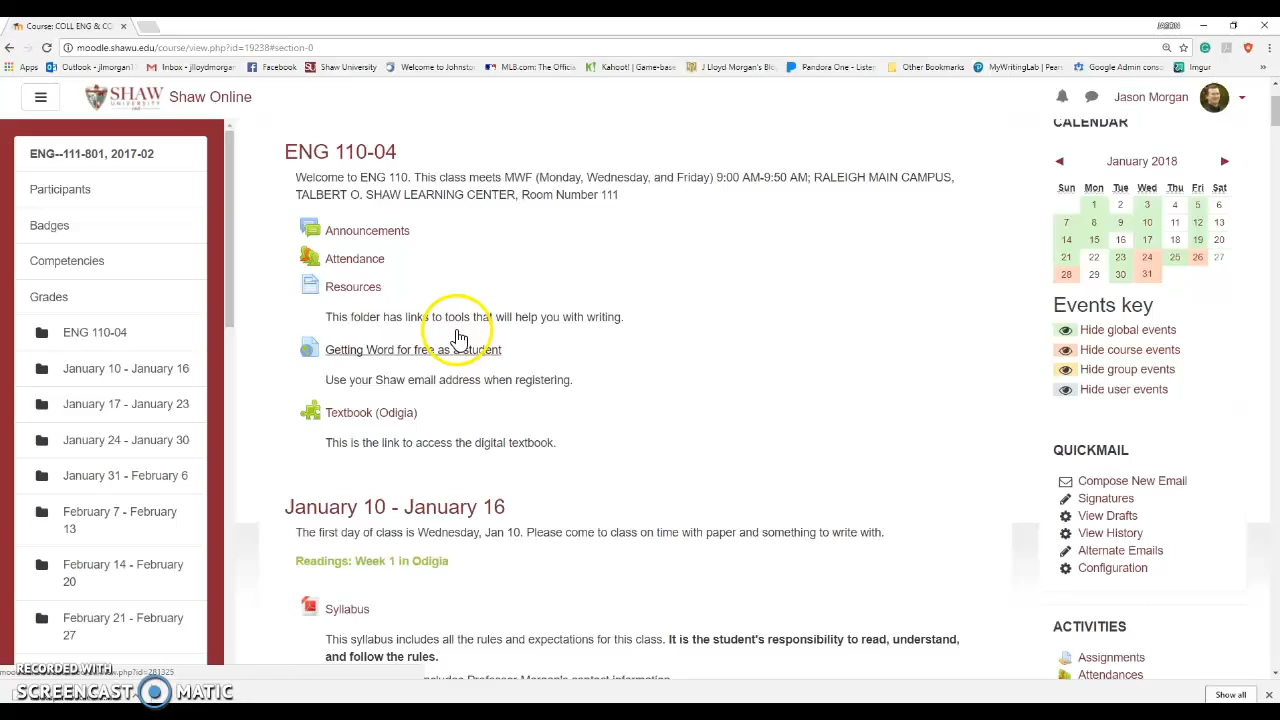 Course: COLL ENG & CO
JASON
moodle.shawu.edu/course/view.php?id=19238#section-0
Apps Outlook - jlmorgan1 Inbox - jlloydmorgan Facebook Shaw University Welcome to Johnsto MLB.com: The Officia Kahoot! | Game-base J Lloyd Morgan's Blog Pandora One - Listen Other Bookmarks MyWritingLab | Pears Google Admin conso Imgur
SHAW
UNIVERSITY
Shaw Online
Jason Morgan
ENG--111-801, 2017-02
Participants
Badges
Competencies
Grades
ENG 110-04
January 10 - January 16
January 17 - January 23
January 24 - January 30
January 31 - February 6
February 7 - February
13
February 14 - February
20
February 21 - February
27
ENG 110-04
Welcome to ENG 110. This class meets MWF (Monday, Wednesday, and Friday) 9:00 AM-9:50 AM; RALEIGH MAIN CAMPUS,
TALBERT O. SHAW LEARNING CENTER, Room Number 111
Announcements
Attendance
Resources
This folder has links to tools that will help you with writing.
Getting Word for free as a student
Use your Shaw email address when registering.
Textbook (Odigia)
This is the link to access the digital textbook.
January 10 - January 16
The first day of class is Wednesday, Jan 10. Please come to class on time with paper and something to write with.
Readings: Week 1 in Odigia
Syllabus
This syllabus includes all the rules and expectations for this class. It is the student's responsibility to read, understand,
and follow the rules.
includes Professor Morgan's contact information
CALENDAR
January 2018
Sun Mon Tue Wed Thu Fri Sat
1 2 3 4 5 6
7 8 9 10 11 12 13
14 15 16 17 18 19 20
21 22 23 24 25 26 27
28 29 30 31
Events key
Hide global events
Hide course events
Hide group events
Hide user events
QUICKMAIL
Compose New Email
Signatures
View Drafts
View History
Alternate Emails
Configuration
ACTIVITIES
Assignments
Attendances
RECORDED WITH
SCREENCAST MATIC
Show all